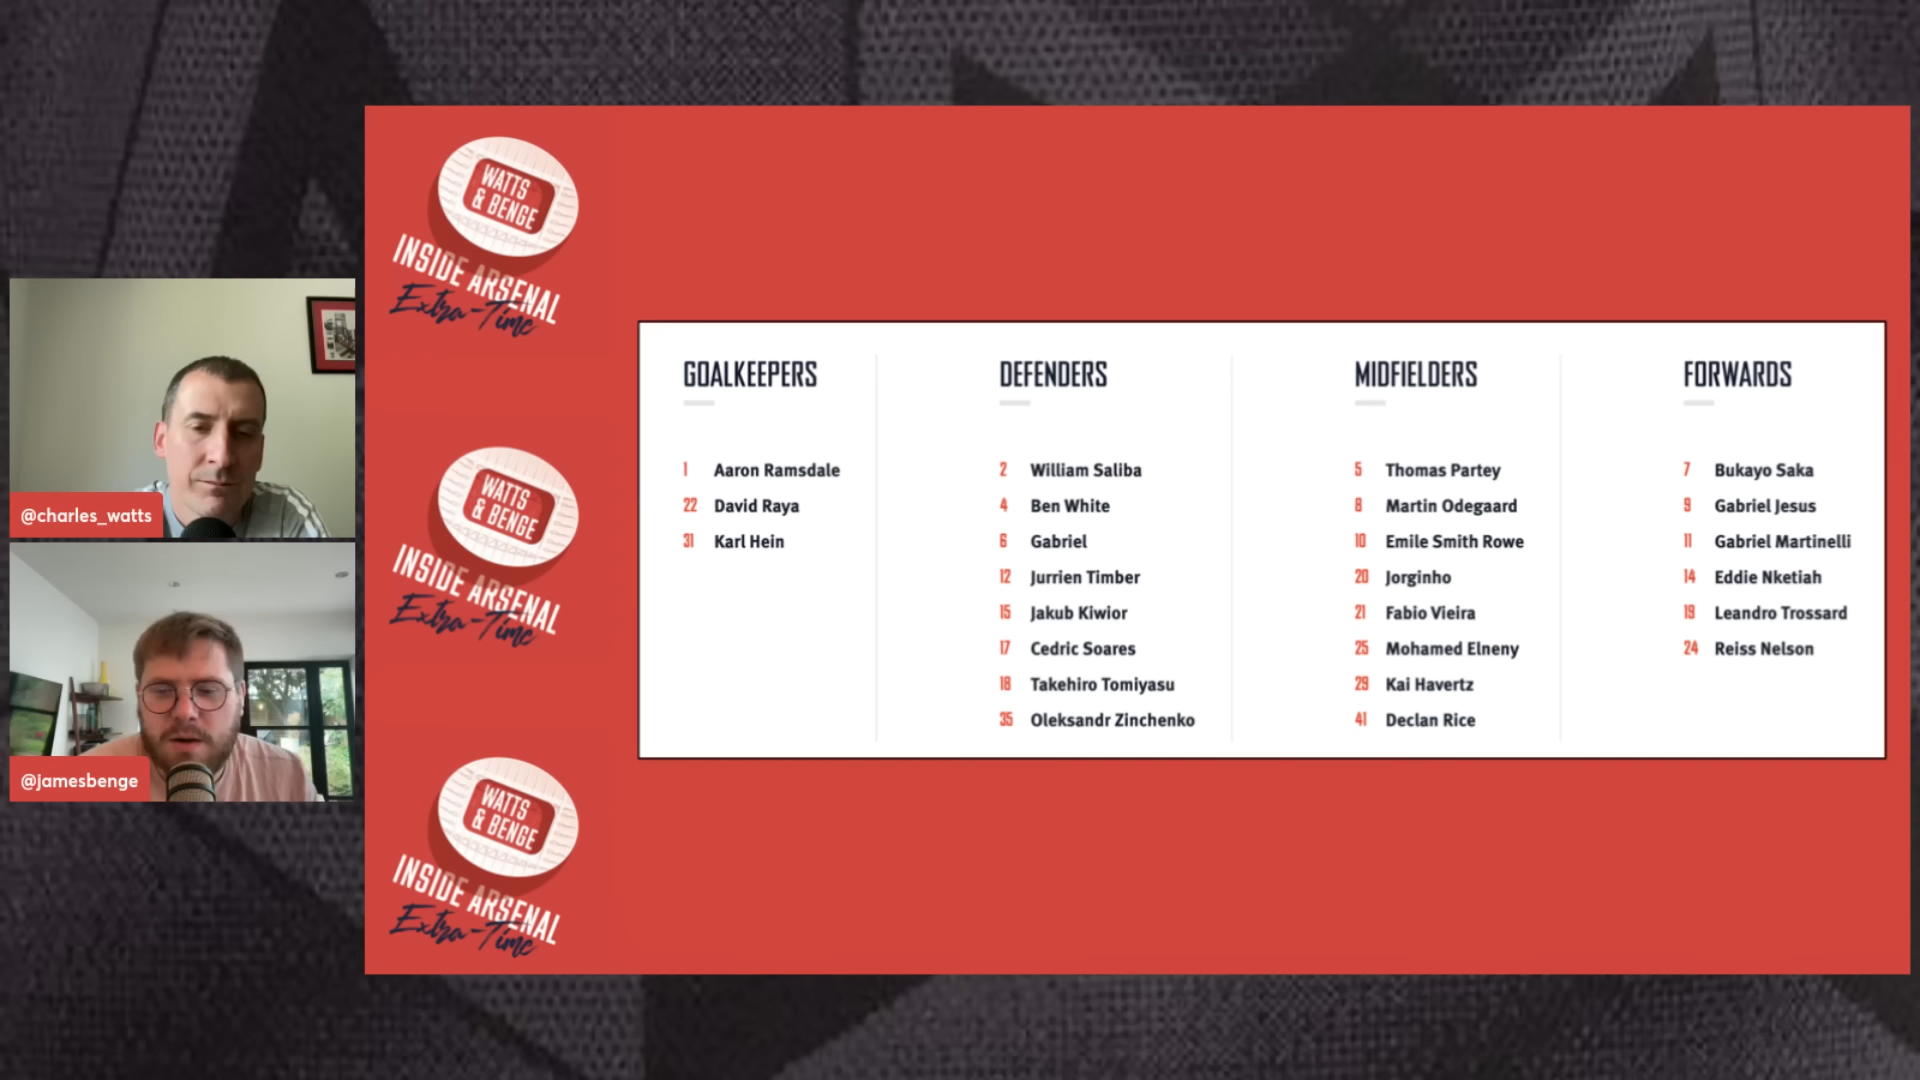 WATTS
& BENGE
INSIDE ARSENAL
Extra-Time
WATTS
& BENGE
INSIDE ARSENAL
Extra-Time
WATTS
& BENGE
INSIDE ARSENAL
Extra-Time
@charles_watts
@jamesbenge
GOALKEEPERS
1 Aaron Ramsdale
22 David Raya
31 Karl Hein
DEFENDERS
2 William Saliba
4 Ben White
6 Gabriel
12 Jurrien Timber
15 Jakub Kiwior
17 Cedric Soares
18 Takehiro Tomiyasu
35 Oleksandr Zinchenko
MIDFIELDERS
5 Thomas Partey
8 Martin Odegaard
10 Emile Smith Rowe
20 Jorginho
21 Fabio Vieira
25 Mohamed Elneny
29 Kai Havertz
41 Declan Rice
FORWARDS
7 Bukayo Saka
9 Gabriel Jesus
11 Gabriel Martinelli
14 Eddie Nketiah
19 Leandro Trossard
24 Reiss Nelson